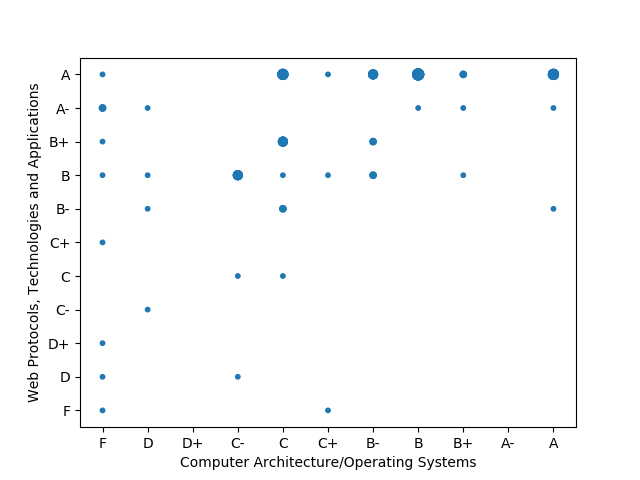 Web Protocols, Technologies and Applications
A
A-
B+
B
B-
C+
C
C-
D+
D
F
F D D+ C- C C+ B- B B+ A- A
Computer Architecture/Operating Systems